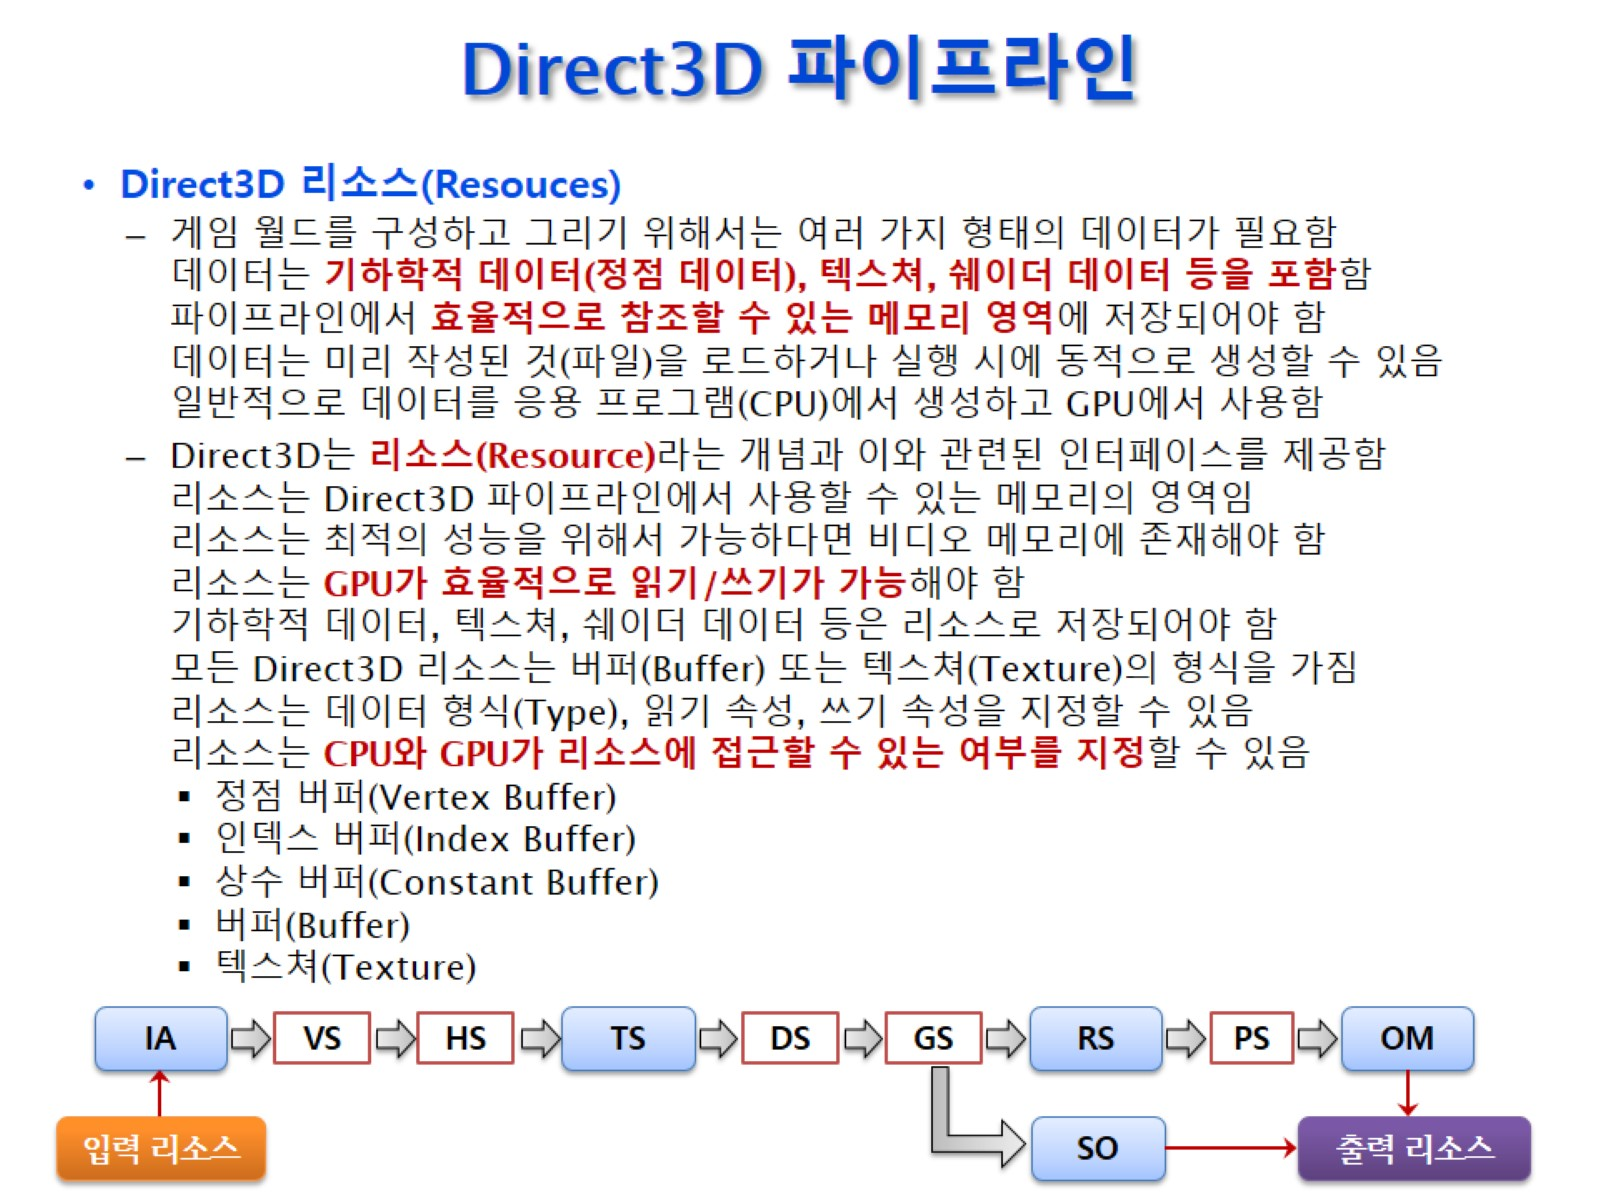 Direct3D 파이프라인
• Direct3D 리소스(Resouces)
– 게임 월드를 구성하고 그리기 위해서는 여러 가지 형태의 데이터가 필요함
데이터는 기하학적 데이터(정점 데이터), 텍스쳐, 쉐이더 데이터 등을 포함함
파이프라인에서 효율적으로 참조할 수 있는 메모리 영역에 저장되어야 함
데이터는 미리 작성된 것(파일)을 로드하거나 실행 시에 동적으로 생성할 수 있음
일반적으로 데이터를 응용 프로그램(CPU)에서 생성하고 GPU에서 사용함
– Direct3D는 리소스(Resource)라는 개념과 이와 관련된 인터페이스를 제공함
리소스는 Direct3D 파이프라인에서 사용할 수 있는 메모리의 영역임
리소스는 최적의 성능을 위해서 가능하다면 비디오 메모리에 존재해야 함
리소스는 GPU가 효율적으로 읽기/쓰기가 가능해야 함
기하학적 데이터, 텍스쳐, 쉐이더 데이터 등은 리소스로 저장되어야 함
모든 Direct3D 리소스는 버퍼(Buffer) 또는 텍스쳐(Texture)의 형식을 가짐
리소스는 데이터 형식(Type), 읽기 속성, 쓰기 속성을 지정할 수 있음
리소스는 CPU와 GPU가 리소스에 접근할 수 있는 여부를 지정할 수 있음
▪ 정점 버퍼(Vertex Buffer)
▪ 인덱스 버퍼(Index Buffer)
▪ 상수 버퍼(Constant Buffer)
▪ 버퍼(Buffer)
▪ 텍스쳐(Texture)
IA VS HS TS DS GS RS PS OM
입력 리소스 SO 출력 리소스